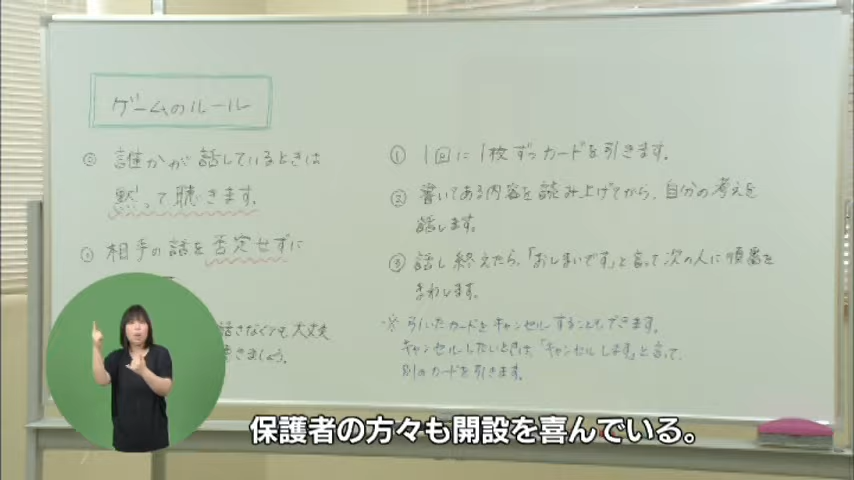 ゲームのルール
◎ 誰かが話しているときは
黙って聴きます。
◎ 相手の話を否定せずに
話さなくても大丈夫
きましょう。
① 1回に1枚ずつカードを引きます。
② 書いてある内容を読み上げてから、自分の考えを
話します。
③ 話し終えたら、「おしまいです」と言って次の人に順番を
まわします。
※ 引いたカードをキャンセルすることもできます。
キャンセルしたいときは、「キャンセルします」と言って、
別のカードを引きます。
保護者の方々も開設を喜んでいる。